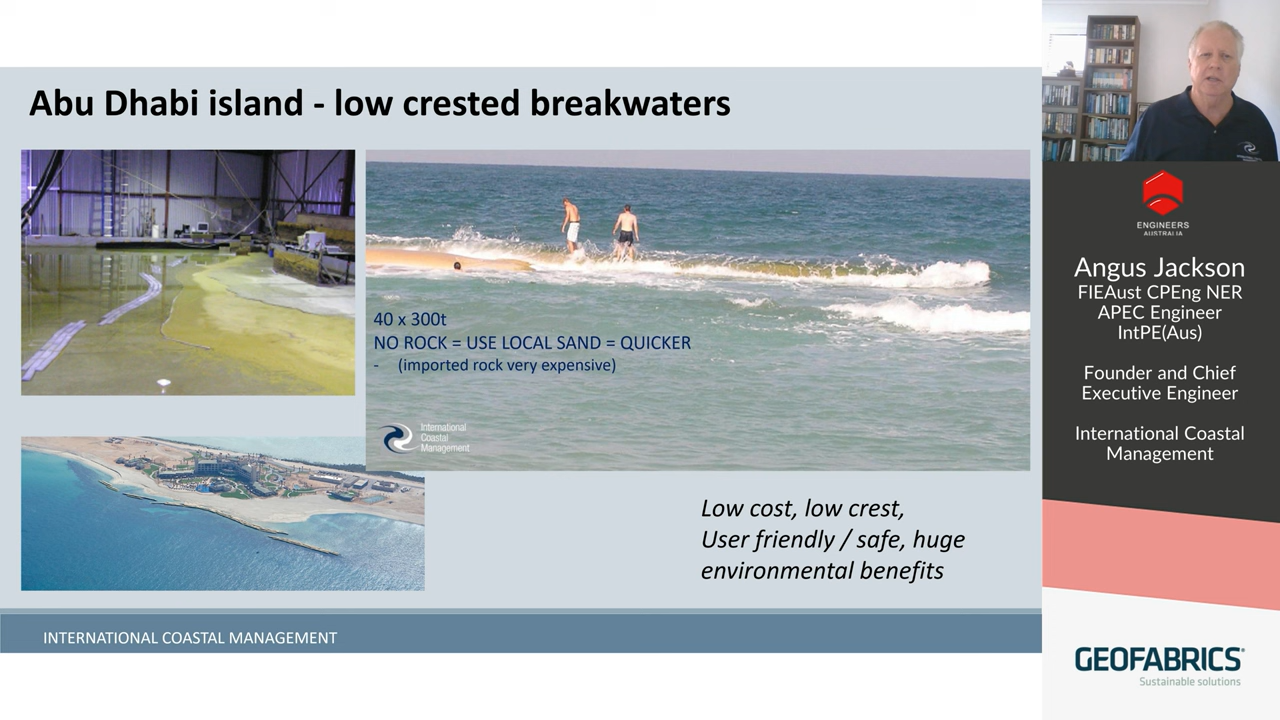 Abu Dhabi island - low crested breakwaters
40 x 300t
NO ROCK = USE LOCAL SAND = QUICKER
- (imported rock very expensive)
International
Coastal
Management
Low cost, low crest,
User friendly / safe, huge
environmental benefits
INTERNATIONAL COASTAL MANAGEMENT
ENGINEERS
AUSTRALIA
Angus Jackson
FIEAust CPEng NER
APEC Engineer
IntPE(Aus)
Founder and Chief
Executive Engineer
International Coastal
Management
GEOFABRICS®
Sustainable solutions